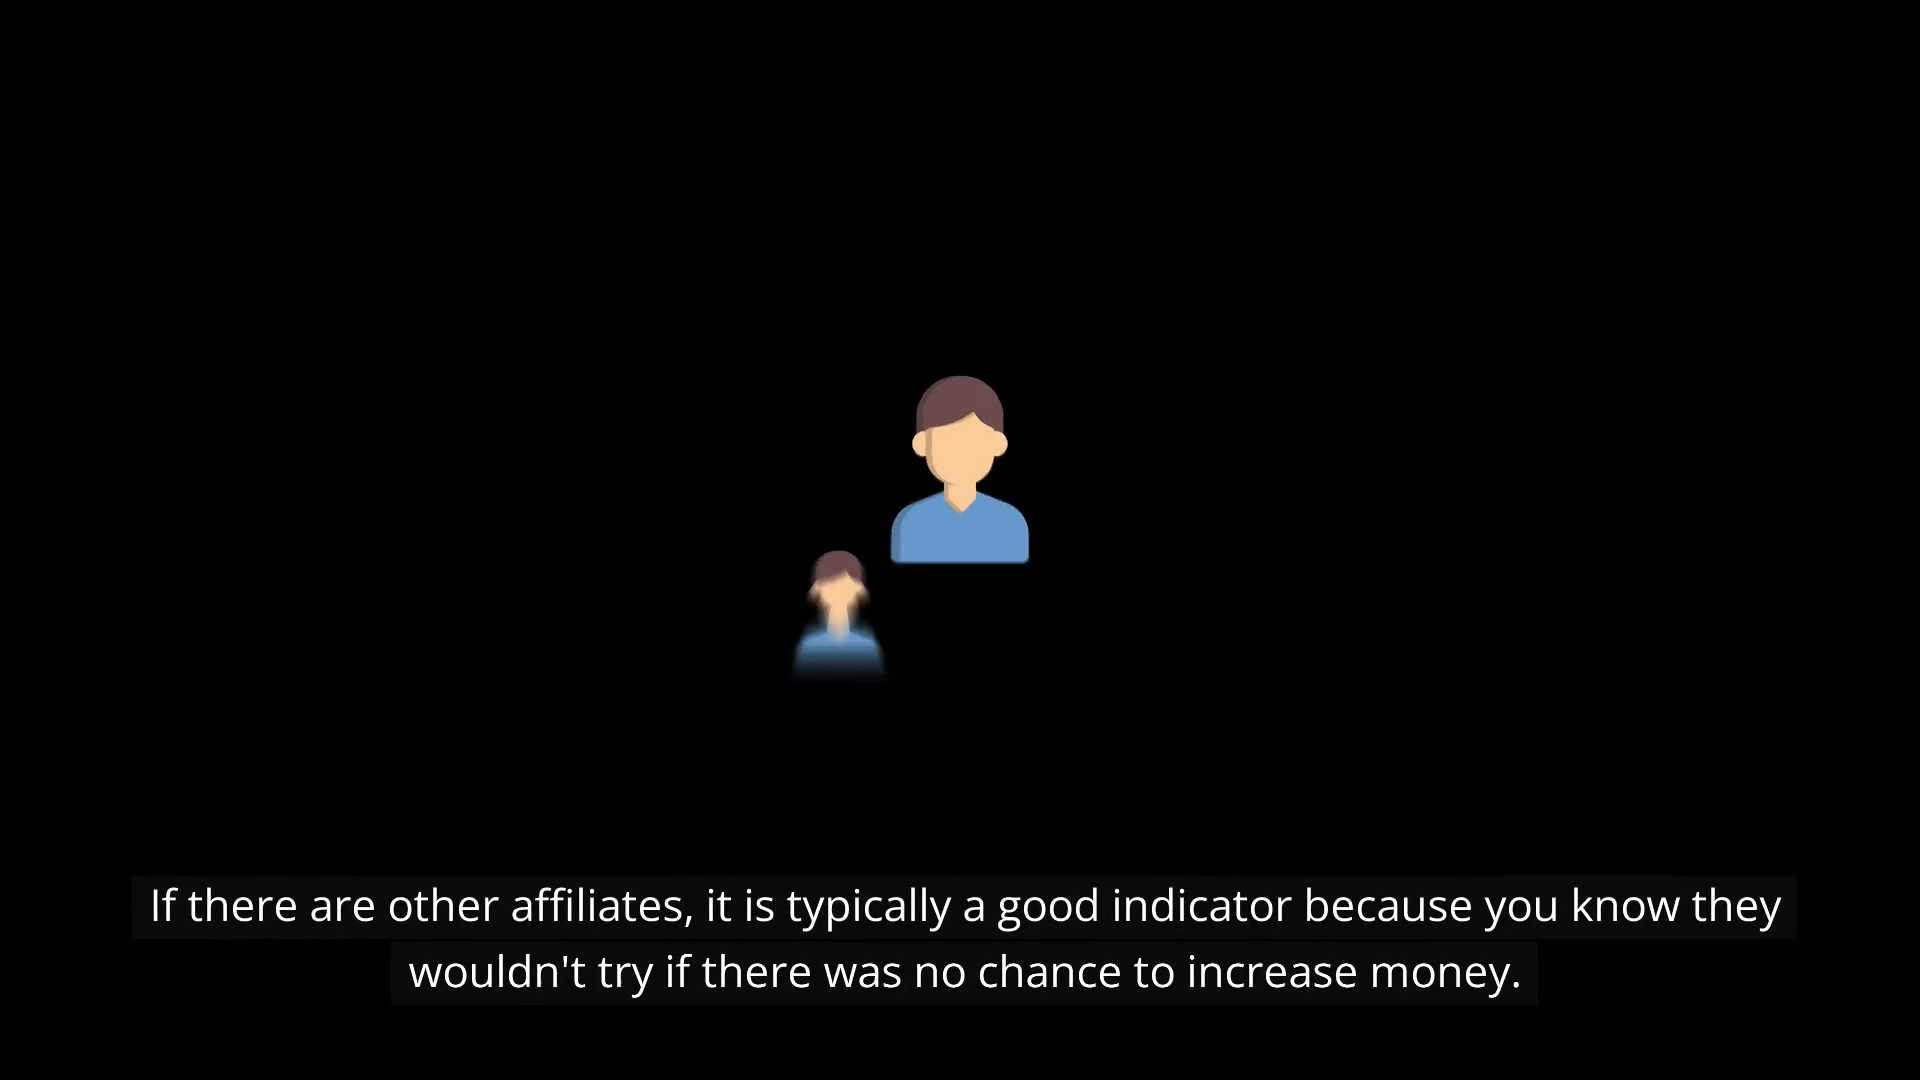 If there are other affiliates, it is typically a good indicator because you know they
wouldn't try if there was no chance to increase money.